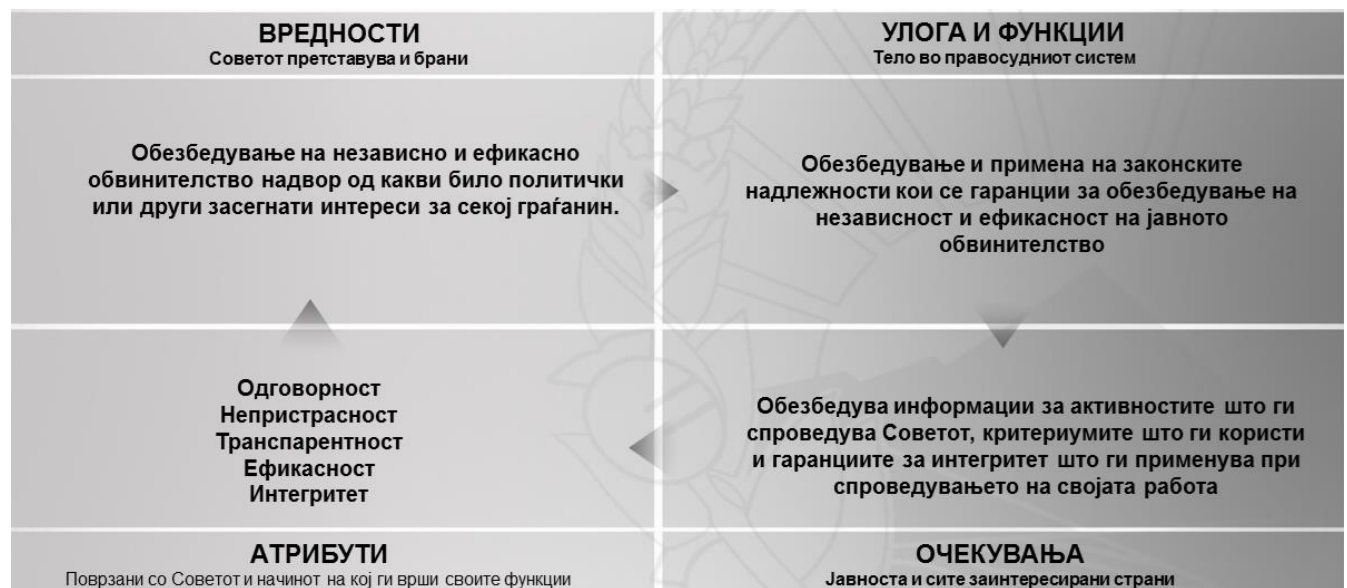 ВРЕДНОСТИ
Советот претставува и брани
УЛОГА И ФУНКЦИИ
Тело во правосудниот систем
Обезбедување на независно и ефикасно
обвинителство надвор од какви било политички
или други засегнати интереси за секој граѓанин.
Обезбедување и примена на законските
надлежности кои се гаранции за обезбедување на
независност и ефикасност на јавното
обвинителство
Одговорност
Непристрасност
Транспарентност
Ефикасност
Интегритет
Обезбедува информации за активностите што ги
спроведува Советот, критериумите што ги користи
и гаранциите за интегритет што ги применува при
спроведувањето на својата работа
АТРИБУТИ
Поврзани со Советот и начинот на кој ги врши своите функции
ОЧЕКУВАЊА
Јавноста и сите заинтересирани страни